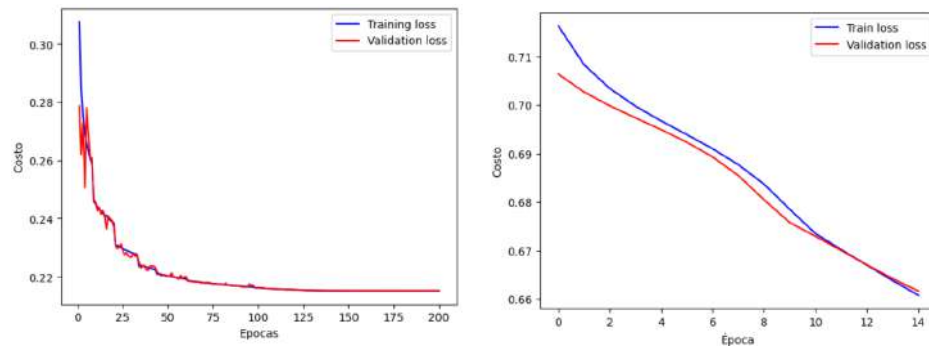 Training loss
Validation loss
0.30
0.28
0.26
0.24
0.22
Costo
0 25 50 75 100 125 150 175 200
Epocas
Train loss
Validation loss
0.71
0.70
0.69
0.68
0.67
0.66
Costo
0 2 4 6 8 10 12 14
Época